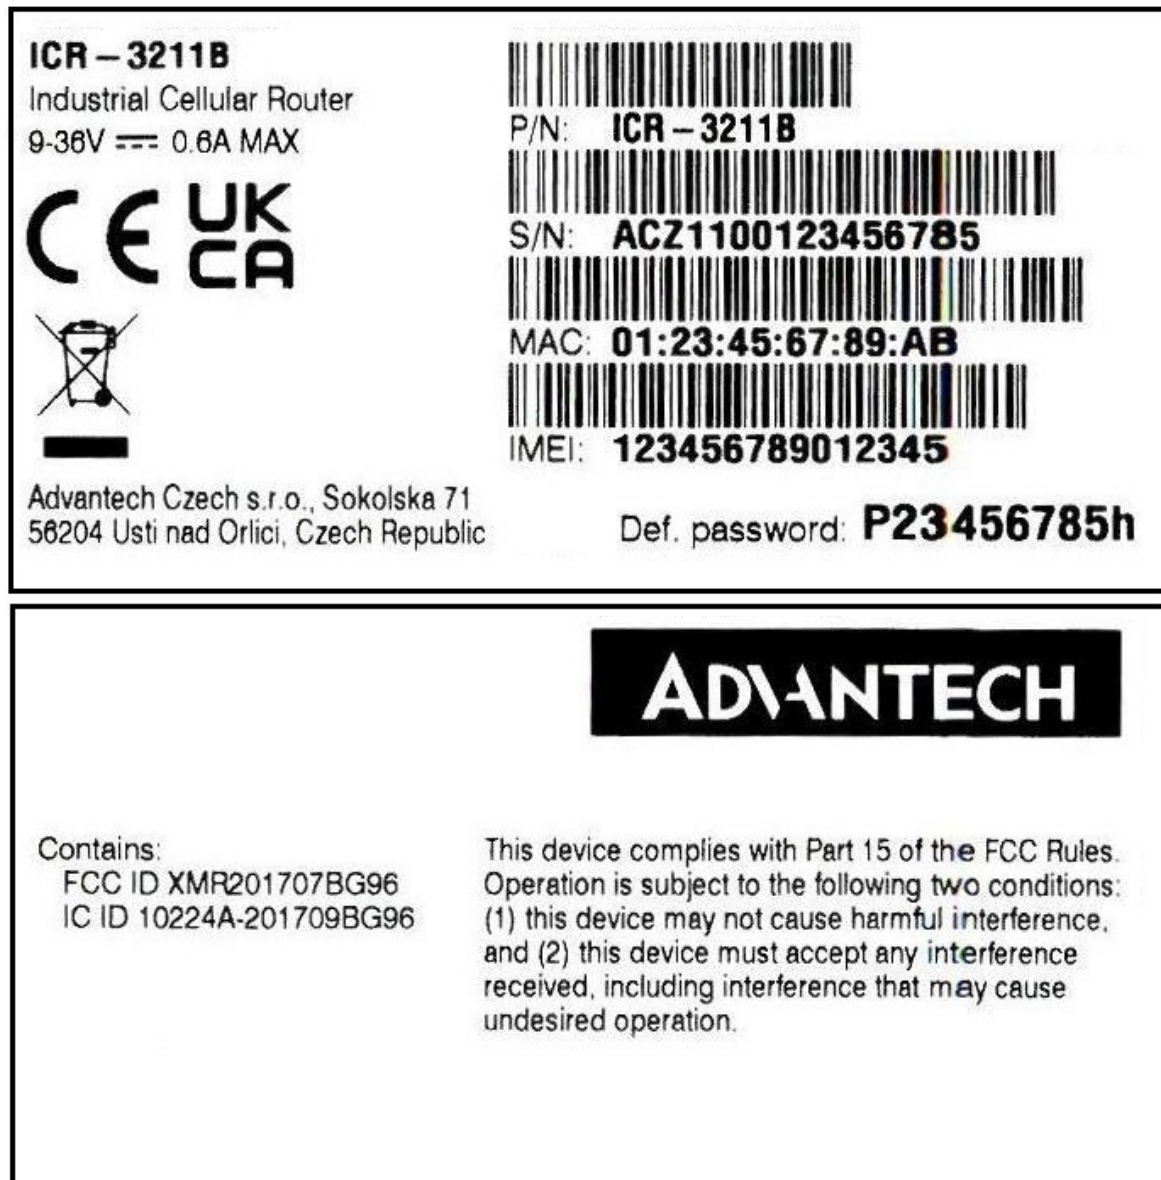 ICR – 3211B
Industrial Cellular Router
9-36V ⎓ 0.6A MAX
CE UK
CA
Advantech Czech s.r.o., Sokolska 71
56204 Usti nad Orlici, Czech Republic
P/N: ICR – 3211B
S/N: ACZ1100123456785
MAC: 01:23:45:67:89:AB
IMEI: 123456789012345
Def. password: P23456785h
ADVANTECH
Contains:
FCC ID XMR201707BG96
IC ID 10224A-201709BG96
This device complies with Part 15 of the FCC Rules.
Operation is subject to the following two conditions:
(1) this device may not cause harmful interference,
and (2) this device must accept any interference
received, including interference that may cause
undesired operation.